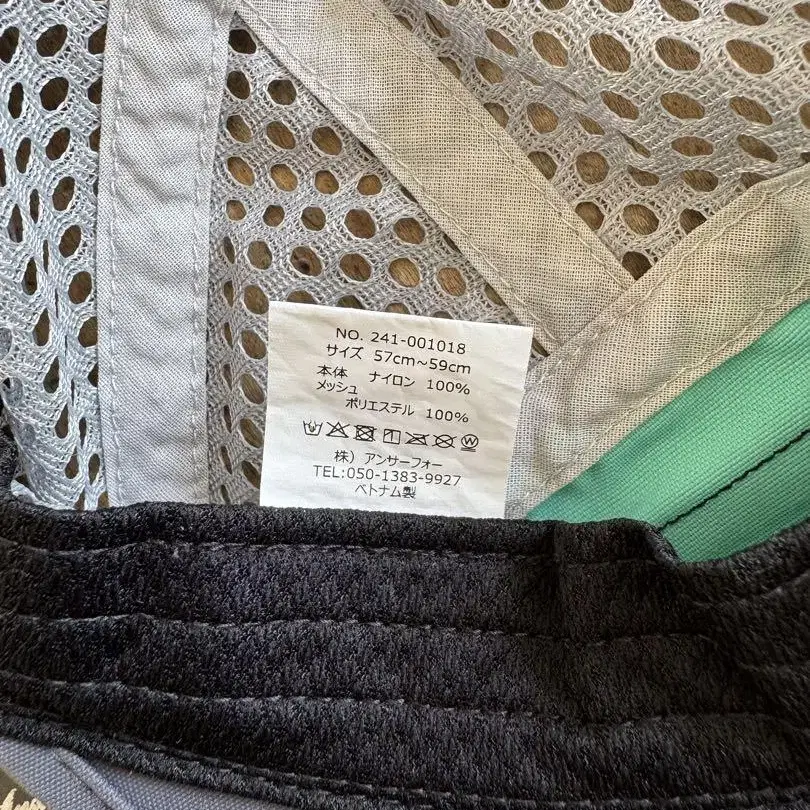 NO. 241-001018
サイズ 57cm～59cm
本体 ナイロン 100%
メッシュ
ポリエステル 100%
W
株）アンサーフォー
TEL:050-1383-9927
ベトナム製